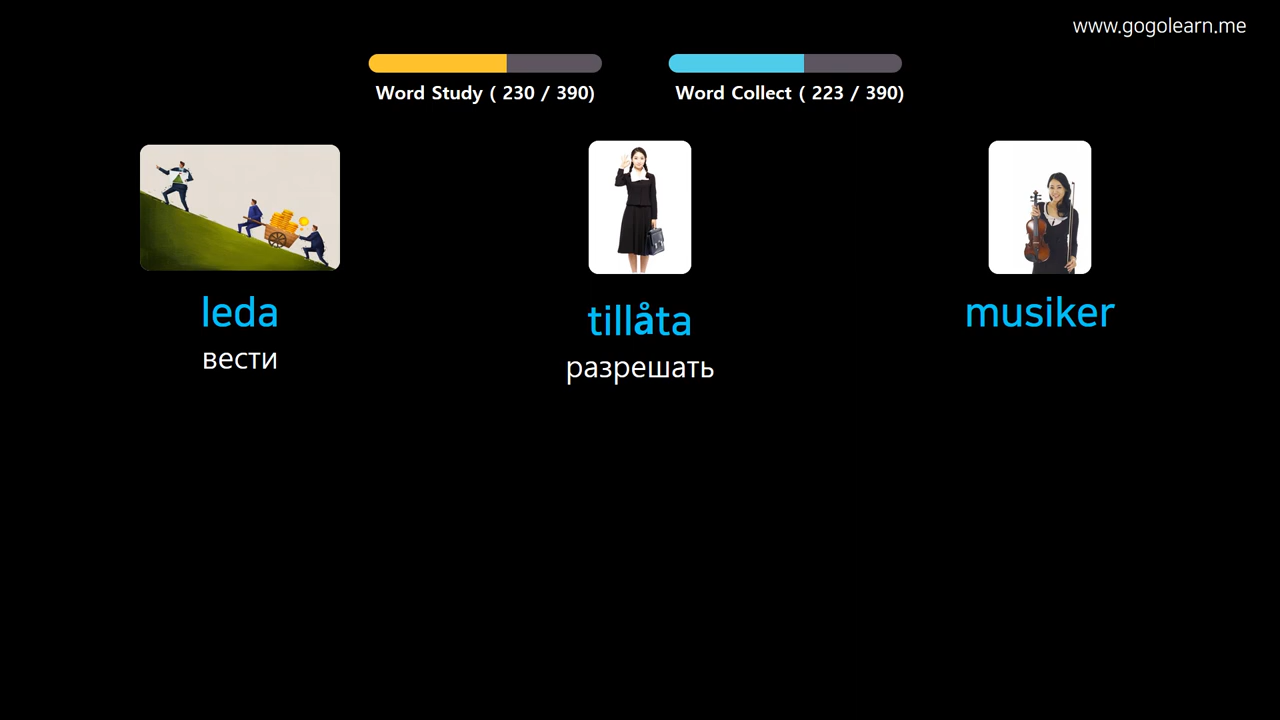 www.gogolearn.me
Word Study ( 230 / 390)
Word Collect ( 223 / 390)
leda
вести
tillåta
разрешать
musiker